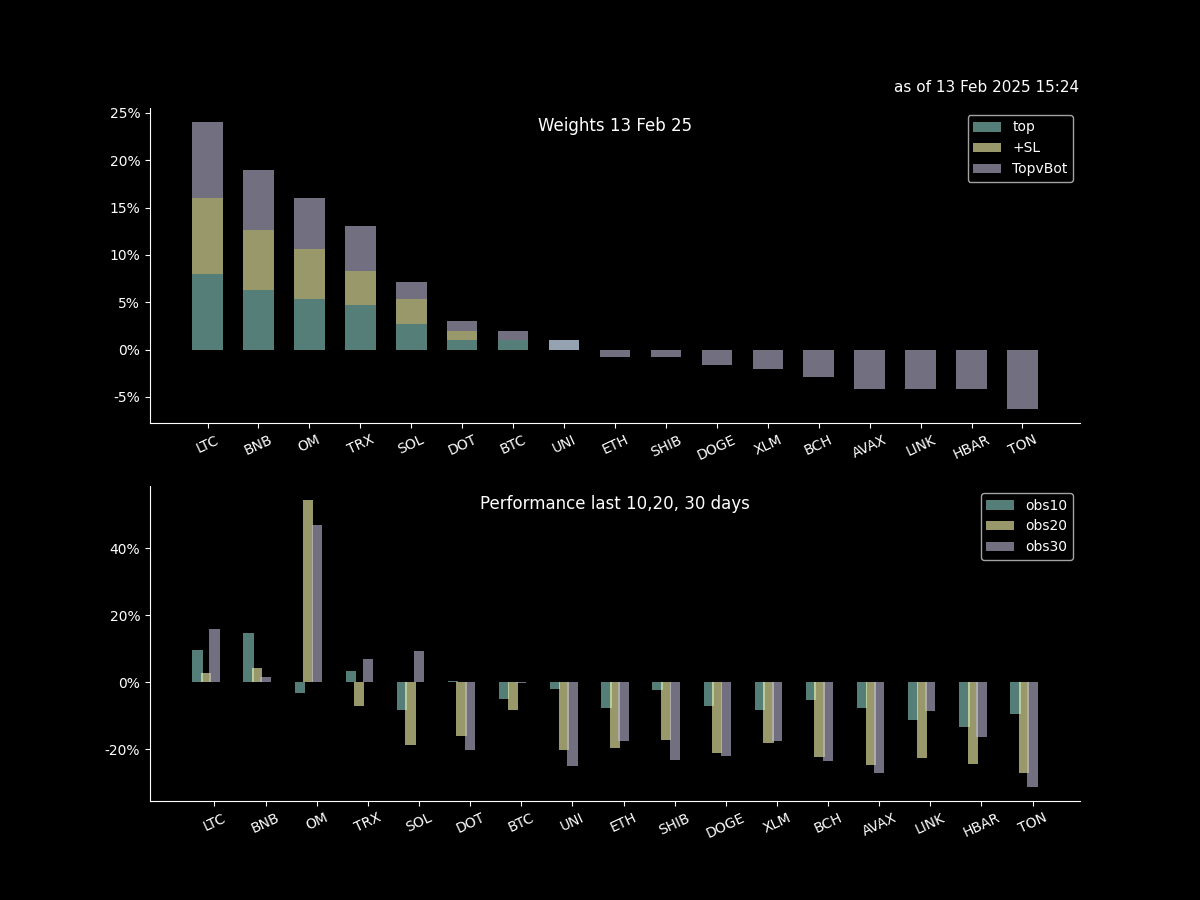 as of 13 Feb 2025 15:24
Weights 13 Feb 25
top
+SL
TopvBot
25%
20%
15%
10%
5%
0%
-5%
LTC BNB OM TRX SOL DOT BTC UNI ETH SHIB DOGE XLM BCH AVAX LINK HBAR TON
Performance last 10,20, 30 days
obs10
obs20
obs30
40%
20%
0%
-20%
LTC BNB OM TRX SOL DOT BTC UNI ETH SHIB DOGE XLM BCH AVAX LINK HBAR TON